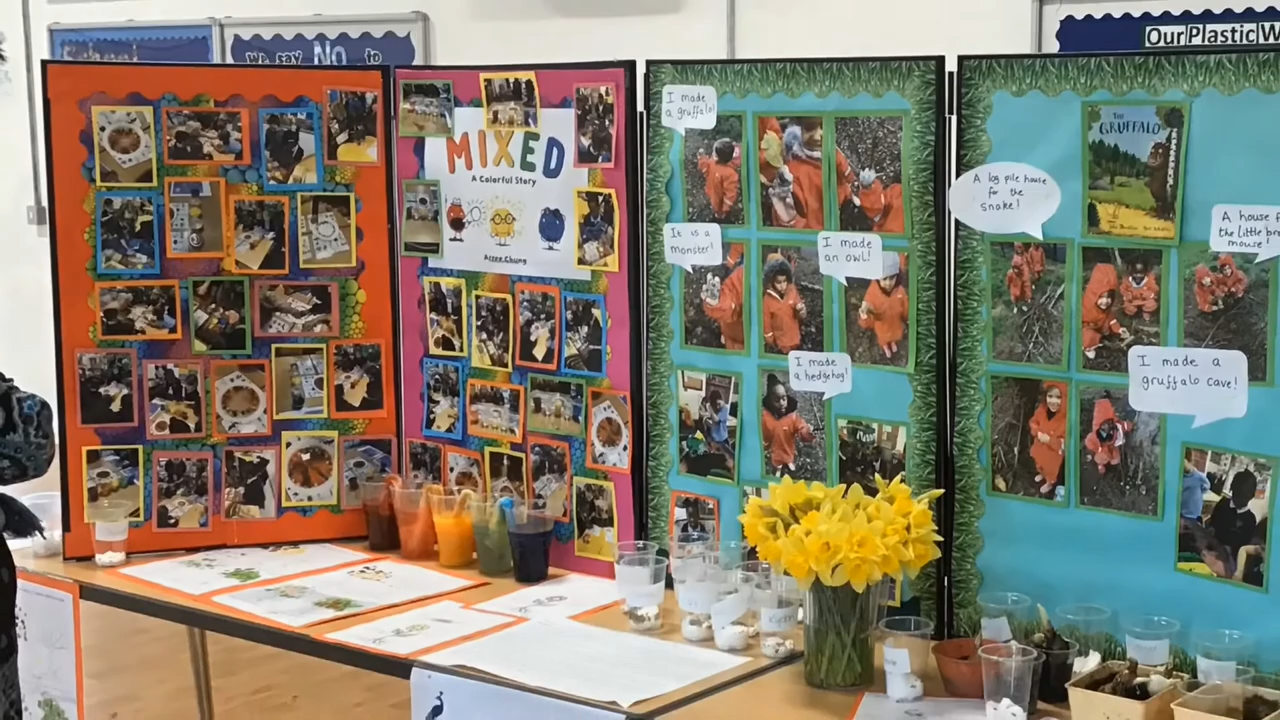 We say No to
Our Plastic W
MIXED
A Colorful Story
Arree Chung
I made
a gruffalo!
It is a
monster!
I made
an owl!
I made
a hedgehog!
THE
GRUFFALO
A log pile house
for the
snake!
A house
the little br
mouse!
I made a
gruffalo cave!